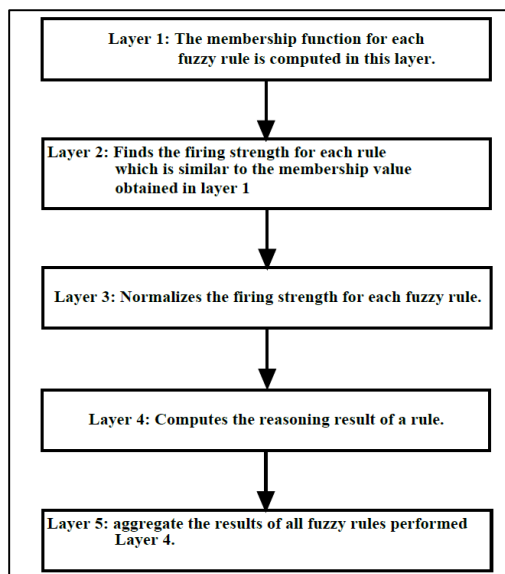 Layer 1: The membership function for each
fuzzy rule is computed in this layer.
Layer 2: Finds the firing strength for each rule
which is similar to the membership value
obtained in layer 1
Layer 3: Normalizes the firing strength for each fuzzy rule.
Layer 4: Computes the reasoning result of a rule.
Layer 5: aggregate the results of all fuzzy rules performed
Layer 4.